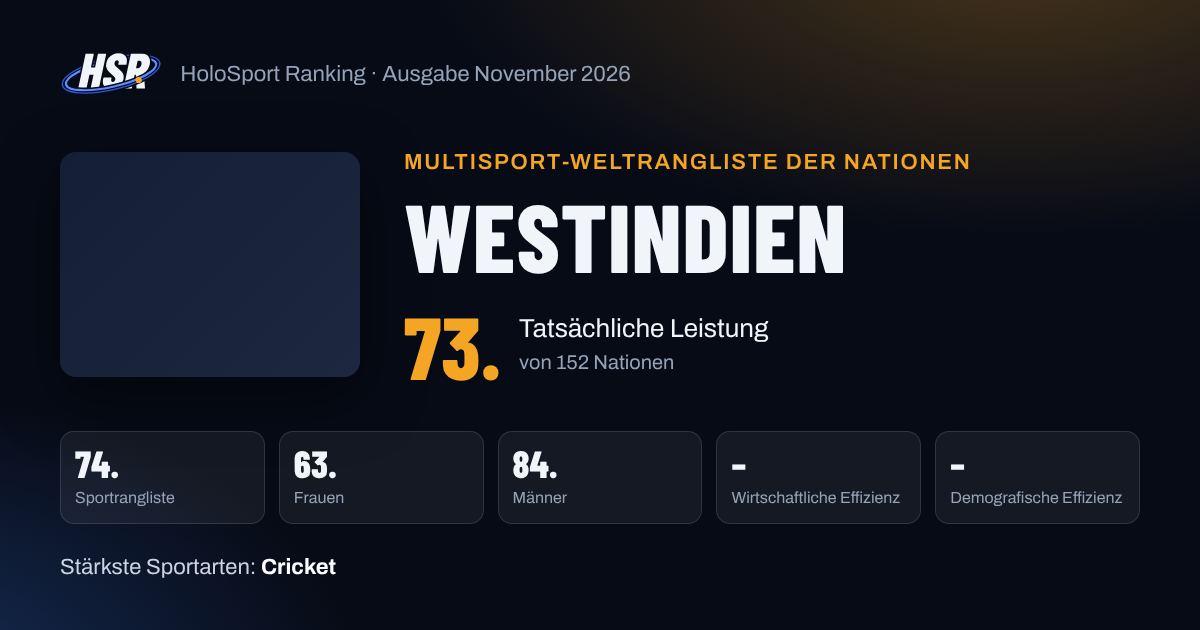 HSR HoloSport Ranking · Ausgabe November 2026
MULTISPORT-WELTRANGLISTE DER NATIONEN
WESTINDIEN
73. Tatsächliche Leistung
von 152 Nationen
74.
Sportrangliste
63.
Frauen
84.
Männer
–
Wirtschaftliche Effizienz
–
Demografische Effizienz
Stärkste Sportarten: Cricket